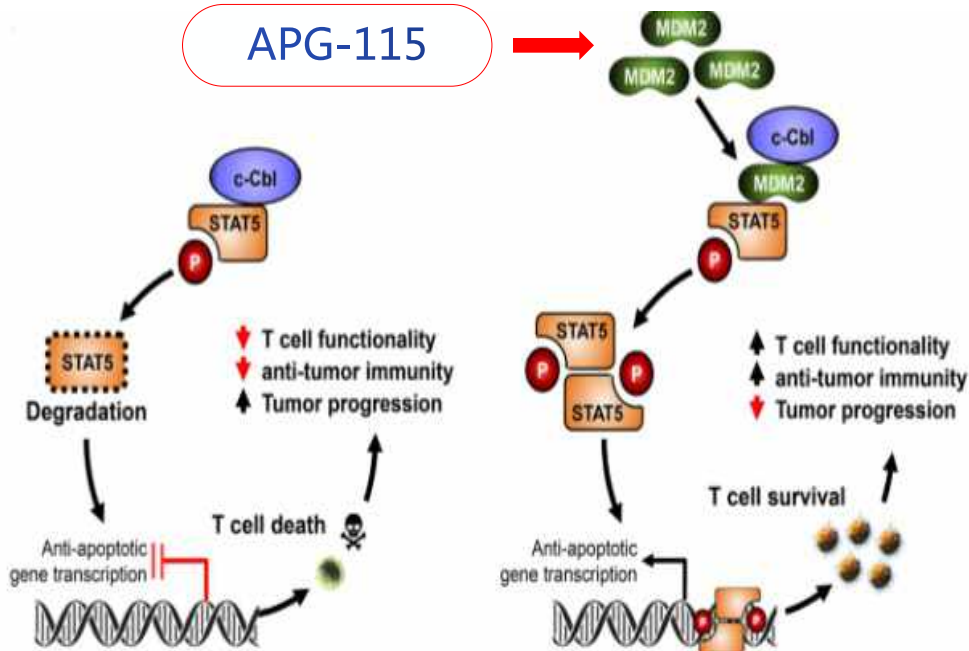 APG-115
MDM2
MDM2
MDM2
c-Cbl
STAT5
P
STAT5
Degradation
T cell functionality
anti-tumor immunity
Tumor progression
T cell death
Anti-apoptotic
gene transcription
c-Cbl
MDM2
STAT5
P
STAT5
P
P
STAT5
T cell functionality
anti-tumor immunity
Tumor progression
T cell survival
Anti-apoptotic
gene transcription
P
P